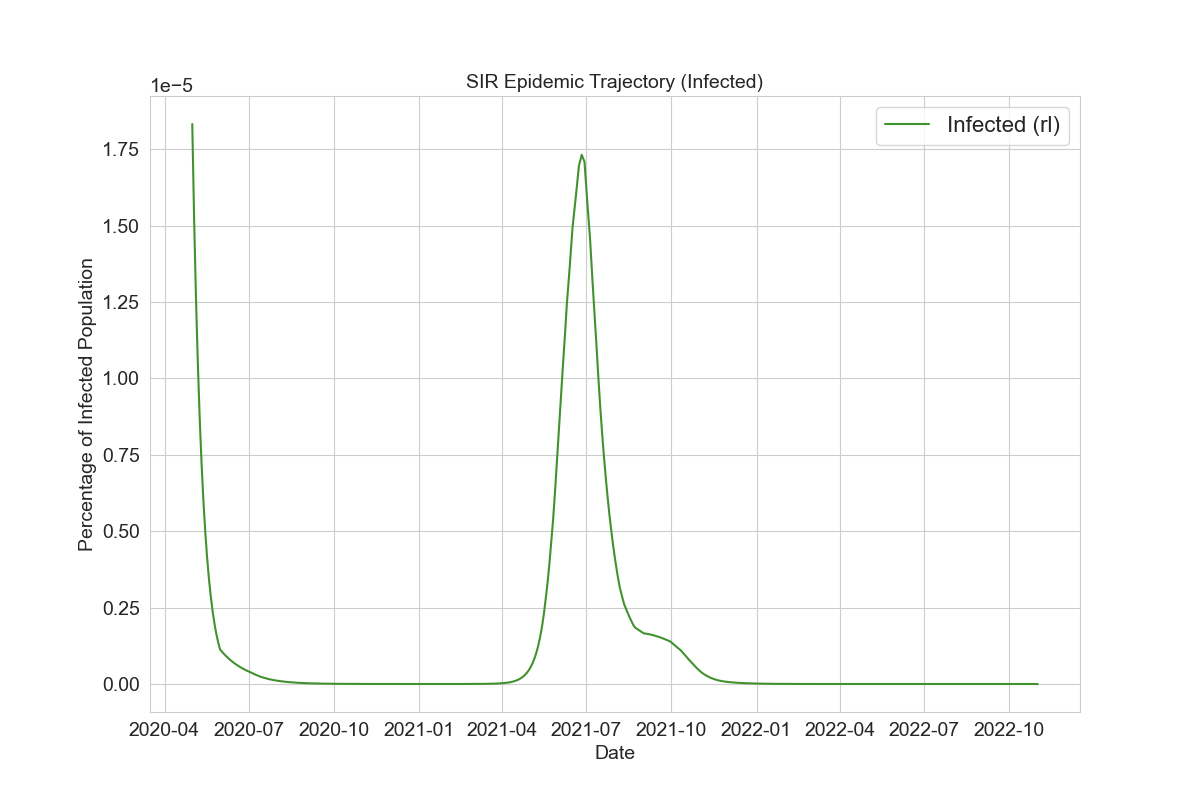 SIR Epidemic Trajectory (Infected)
1e−5
Infected (rl)
1.75
1.50
1.25
1.00
0.75
0.50
0.25
0.00
Percentage of Infected Population
2020-04 2020-07 2020-10 2021-01 2021-04 2021-07 2021-10 2022-01 2022-04 2022-07 2022-10
Date